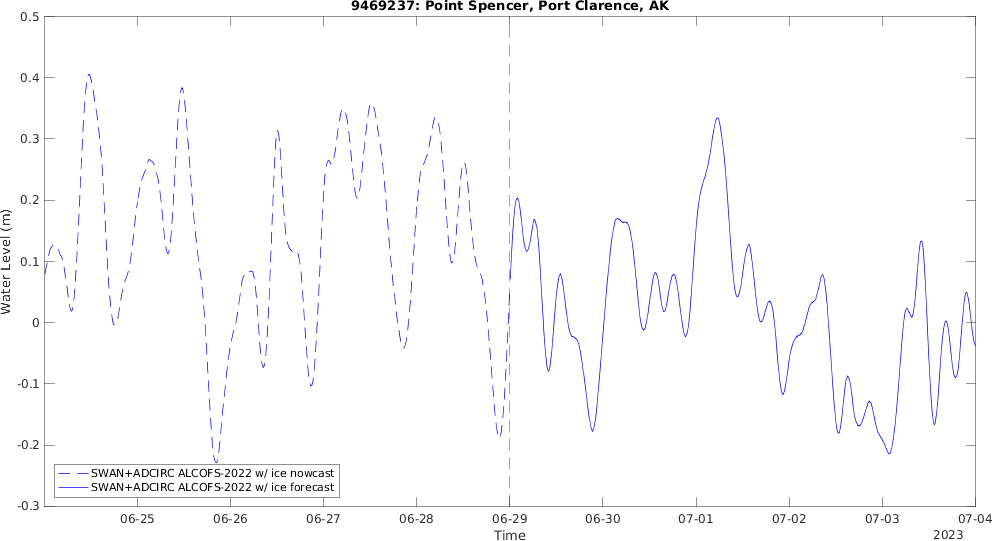 9469237: Point Spencer, Port Clarence, AK
0.5
0.4
0.3
0.2
0.1
0
-0.1
-0.2
-0.3
Water Level (m)
SWAN+ADCIRC ALCOFS-2022 w/ ice nowcast
SWAN+ADCIRC ALCOFS-2022 w/ ice forecast
06-25 06-26 06-27 06-28 06-29 06-30 07-01 07-02 07-03 07-04
Time
2023